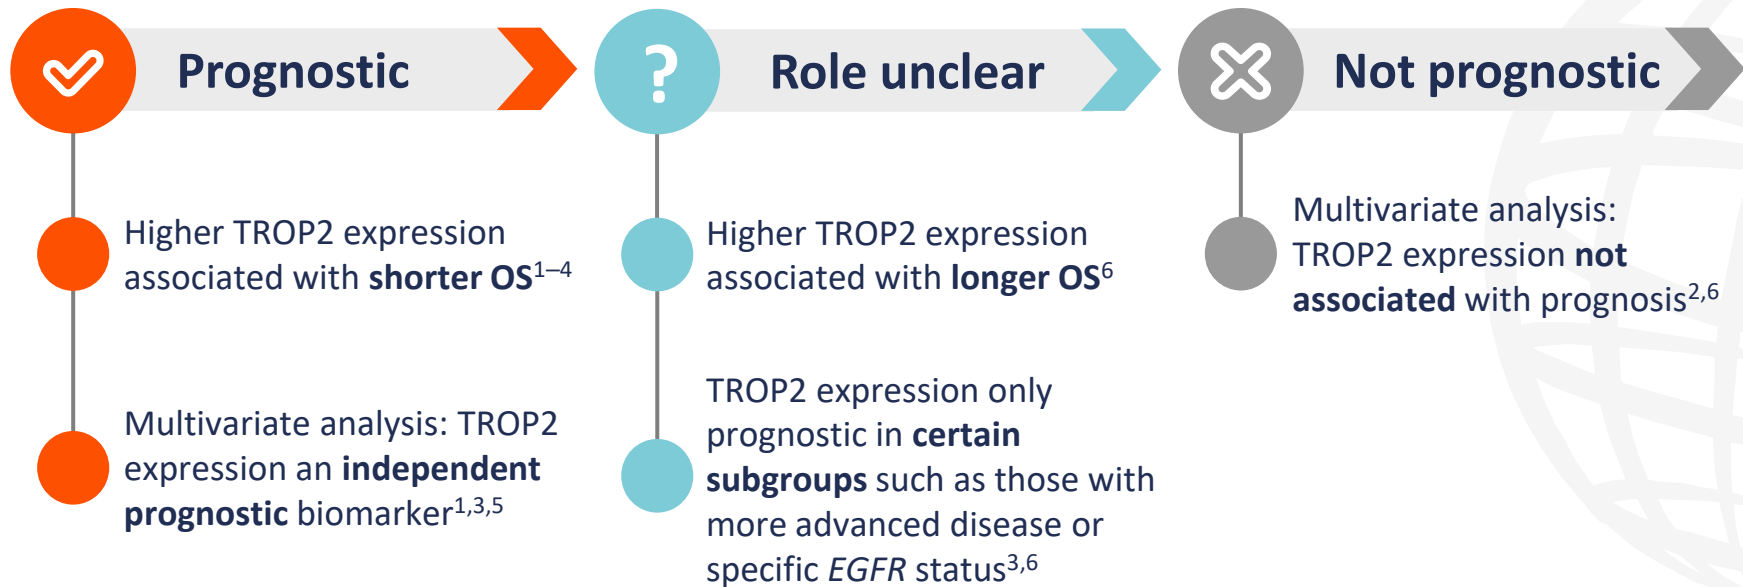 Prognostic
Higher TROP2 expression
associated with shorter OS1–4
Multivariate analysis: TROP2
expression an independent
prognostic biomarker1,3,5
?
Role unclear
Higher TROP2 expression
associated with longer OS6
TROP2 expression only
prognostic in certain
subgroups such as those with
more advanced disease or
specific EGFR status3,6
Not prognostic
Multivariate analysis:
TROP2 expression not
associated with prognosis2,6